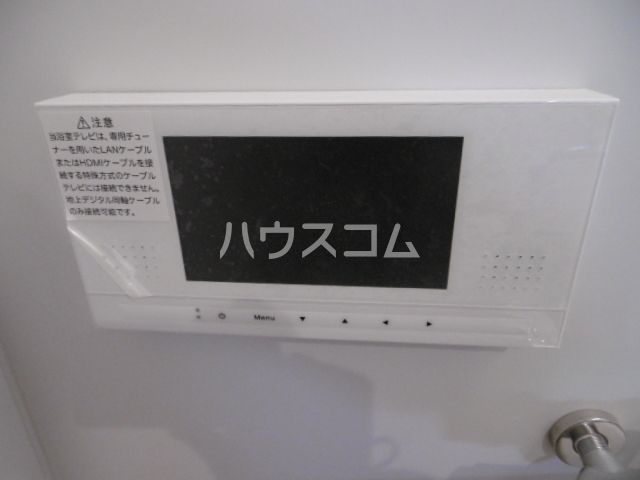 ⚠注意
当浴室テレビは、専用チュー
ナーを用いたLANケーブル
またはHDMIケーブルを接
続する特殊方式のケーブル
テレビには接続できません。
地上デジタル同軸ケーブル
のみ接続可能です。
ハウスコム
Menu ▼ ▲ ◀ ▶